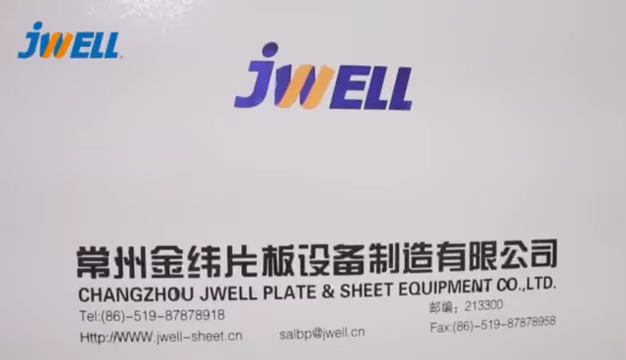 JWELL
JWELL
常州金纬片板设备制造有限公司
CHANGZHOU JWELL PLATE & SHEET EQUIPMENT CO.,LTD.
Tel:(86)-519-87878918 邮编：213300
Http://WWW.jwell-sheet.cn salbp@jwell.cn Fax:(86)-519-87878958